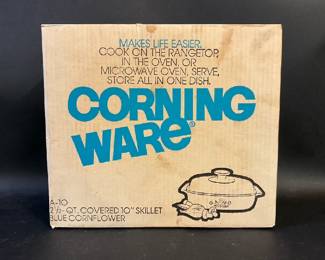 MAKES LIFE EASIER.
COOK ON THE RANGETOP,
IN THE OVEN, OR
MICROWAVE OVEN, SERVE,
STORE ALL IN ONE DISH.
CORNING
WARE®
A-10
2½-QT. COVERED 10" SKILLET
BLUE CORNFLOWER